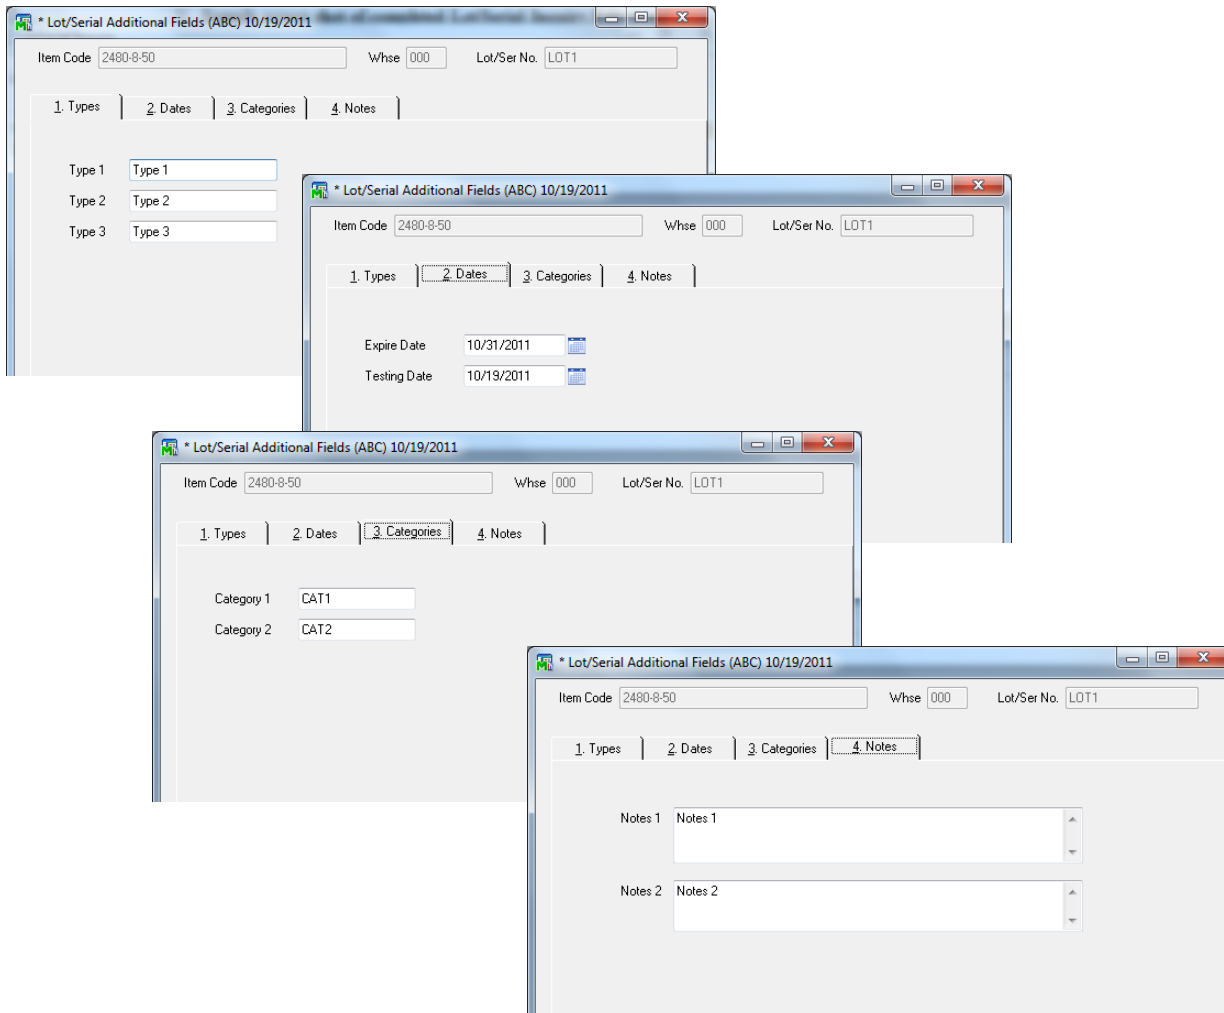 * Lot/Serial Additional Fields (ABC) 10/19/2011
Item Code 2480-8-50 Whse 000 Lot/Ser No. LOT1
1. Types 2. Dates 3. Categories 4. Notes
Type 1 Type 1
Type 2 Type 2
Type 3 Type 3
* Lot/Serial Additional Fields (ABC) 10/19/2011
Item Code 2480-8-50 Whse 000 Lot/Ser No. LOT1
1. Types 2. Dates 3. Categories 4. Notes
Expire Date 10/31/2011
Testing Date 10/19/2011
* Lot/Serial Additional Fields (ABC) 10/19/2011
Item Code 2480-8-50 Whse 000 Lot/Ser No. LOT1
1. Types 2. Dates 3. Categories 4. Notes
Category 1 CAT1
Category 2 CAT2
* Lot/Serial Additional Fields (ABC) 10/19/2011
Item Code 2480-8-50 Whse 000 Lot/Ser No. LOT1
1. Types 2. Dates 3. Categories 4. Notes
Notes 1 Notes 1
Notes 2 Notes 2